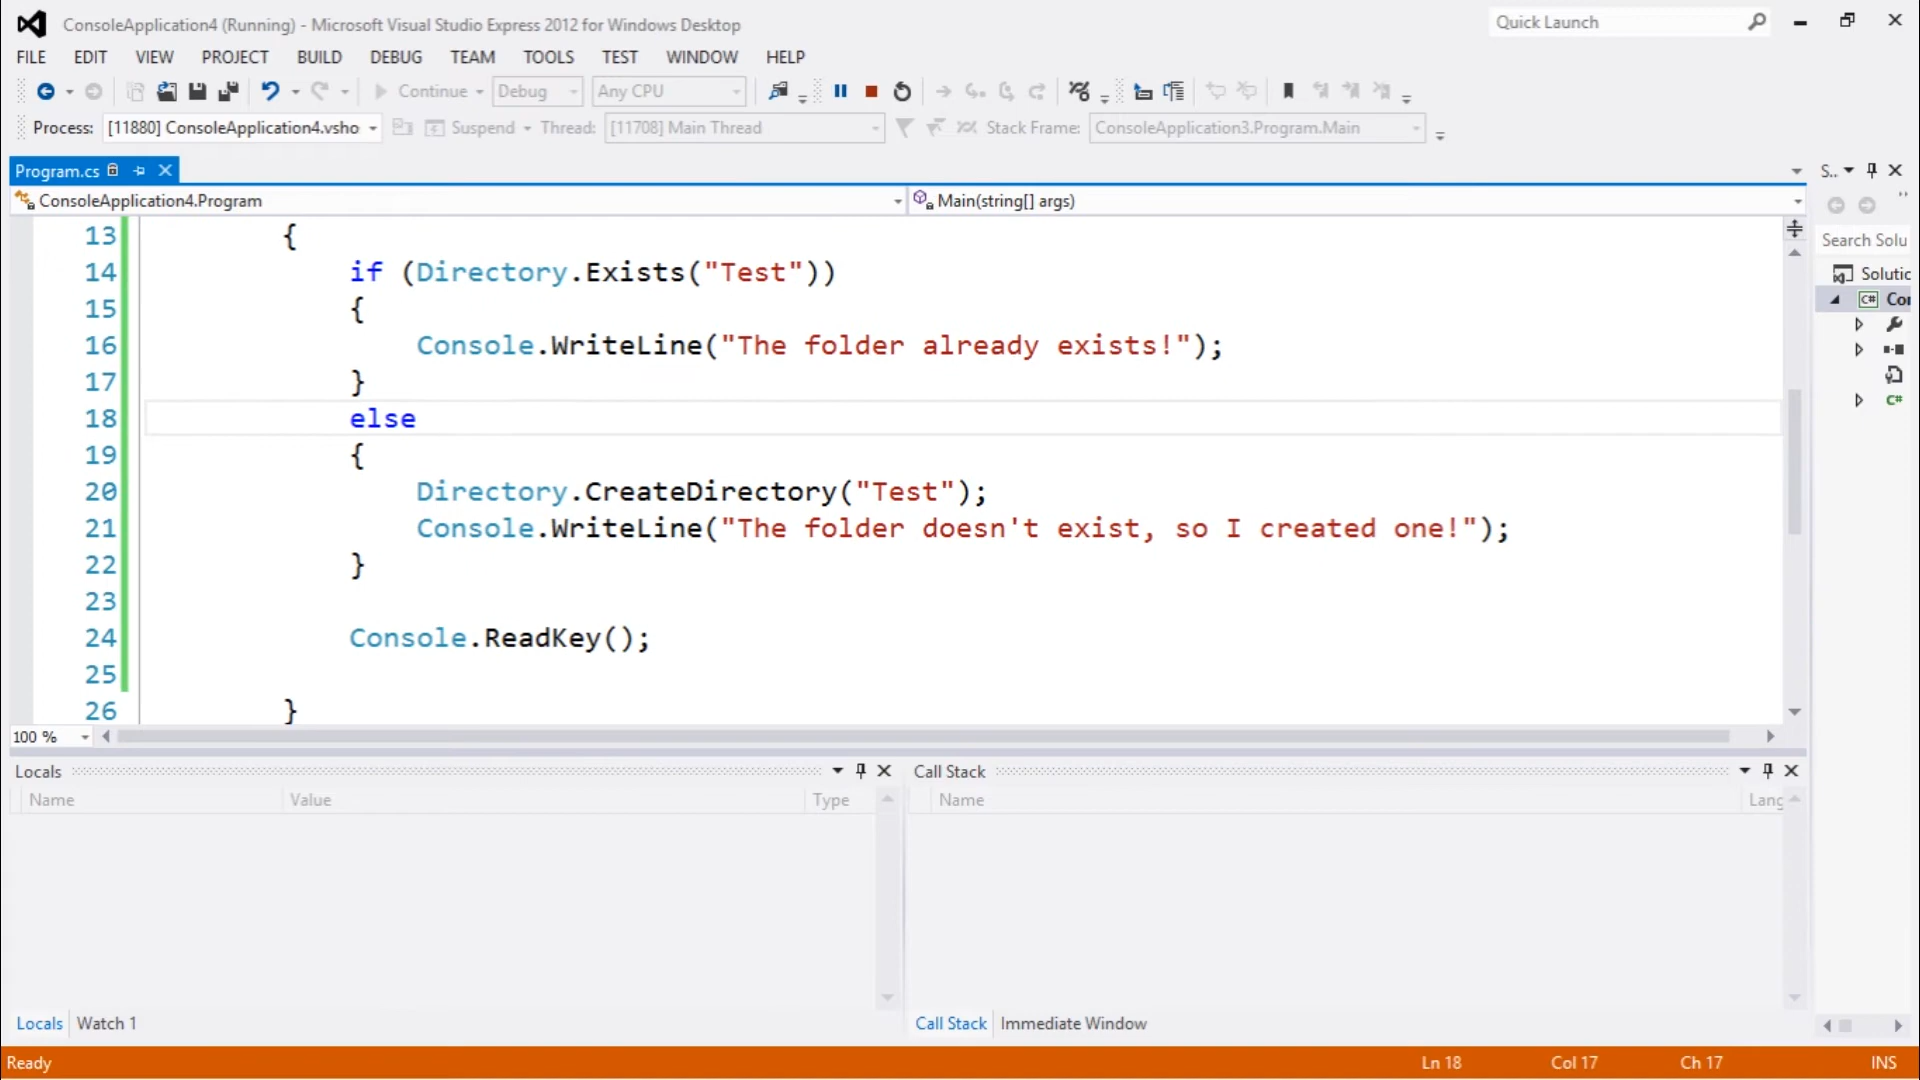 ConsoleApplication4 (Running) - Microsoft Visual Studio Express 2012 for Windows Desktop
Quick Launch
FILE EDIT VIEW PROJECT BUILD DEBUG TEAM TOOLS TEST WINDOW HELP
Continue Debug Any CPU
Process: [11880] ConsoleApplication4.vsho Suspend Thread: [11708] Main Thread Stack Frame: ConsoleApplication3.Program.Main
Program.cs S..
ConsoleApplication4.Program Main(string[] args)
13 {
14 if (Directory.Exists("Test"))
15 {
16 Console.WriteLine("The folder already exists!");
17 }
18 else
19 {
20 Directory.CreateDirectory("Test");
21 Console.WriteLine("The folder doesn't exist, so I created one!");
22 }
23
24 Console.ReadKey();
25
26 }
Search Solu
Solutic
C# Cor
C#
100 %
Locals Call Stack
Name Value Type Name Lang
Locals Watch 1 Call Stack Immediate Window
Ready Ln 18 Col 17 Ch 17 INS